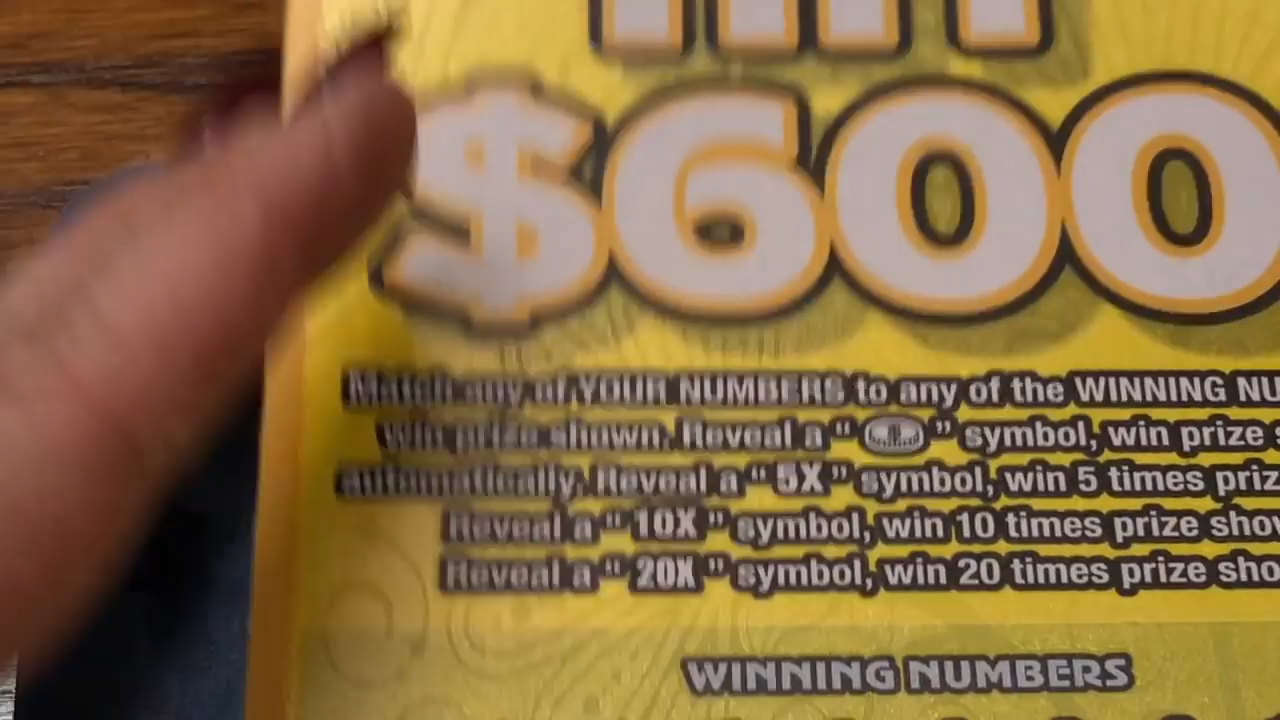 $600
Match any of YOUR NUMBERS to any of the WINNING NU
win prize shown. Reveal a " " symbol, win prize
automatically. Reveal a "5X" symbol, win 5 times priz
Reveal a "10X" symbol, win 10 times prize show
Reveal a "20X" symbol, win 20 times prize sho
WINNING NUMBERS